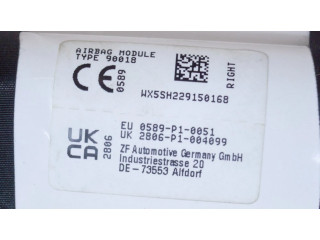 AIRBAG MODULE
TYPE 90018
CE 0589
RIGHT
WX5SH229150168
UK
CA 2806
EU 0589-P1-0051
UK 2806-P1-004099
ZF Automotive Germany GmbH
Industriestrasse 20
DE-73553 Alfdorf